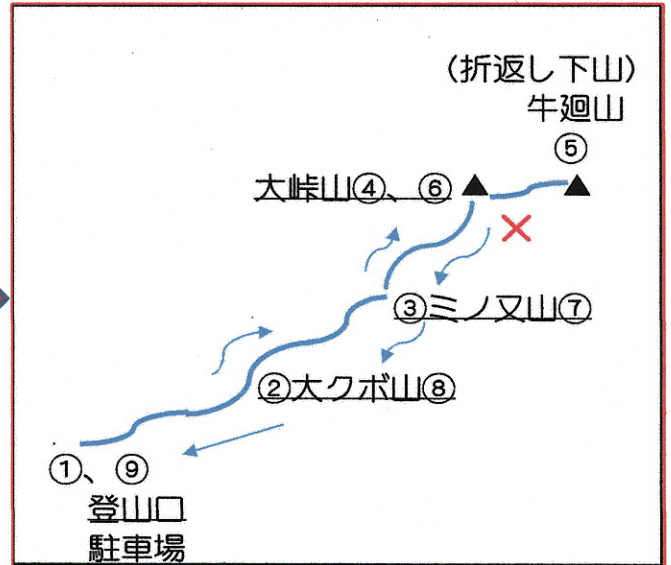 (折返し下山)
牛廻山
⑤
大峠山④、⑥
③ミノ又山⑦
②大クボ山⑧
①、⑨
登山口
駐車場